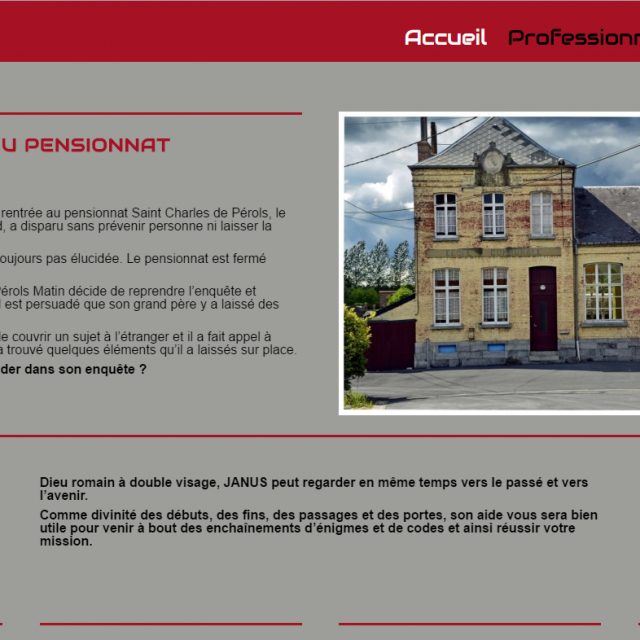 Accueil Professionn
U PENSIONNAT
rentrée au pensionnat Saint Charles de Pérols, le
, a disparu sans prévenir personne ni laisser la
oujours pas élucidée. Le pensionnat est fermé
Pérols Matin décide de reprendre l’enquête et
l est persuadé que son grand père y a laissé des
le couvrir un sujet à l’étranger et il a fait appel à
a trouvé quelques éléments qu’il a laissés sur place.
der dans son enquête ?
Dieu romain à double visage, JANUS peut regarder en même temps vers le passé et vers
l’avenir.
Comme divinité des débuts, des fins, des passages et des portes, son aide vous sera bien
utile pour venir à bout des enchaînements d’énigmes et de codes et ainsi réussir votre
mission.